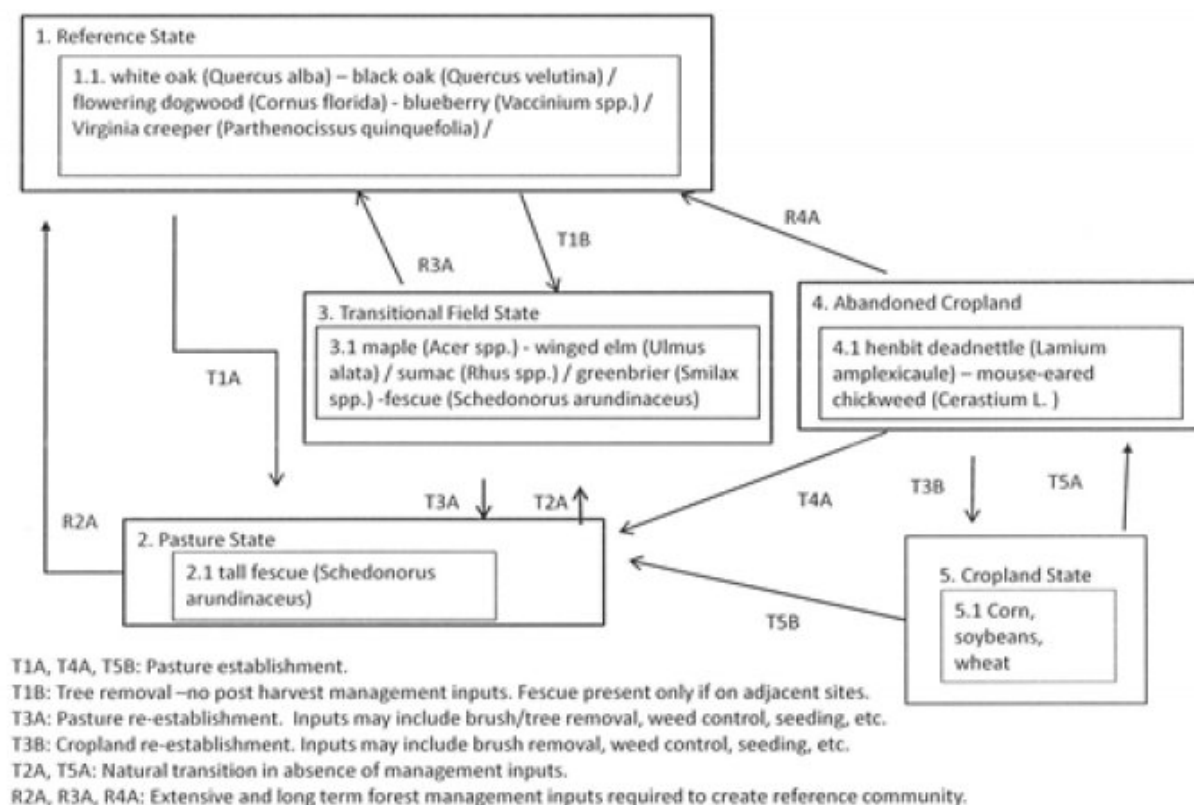 1. Reference State
1.1. white oak (Quercus alba) – black oak (Quercus velutina) /
flowering dogwood (Cornus florida) - blueberry (Vaccinium spp.) /
Virginia creeper (Parthenocissus quinquefolia) /
R4A
T1B
R3A
3. Transitional Field State
3.1 maple (Acer spp.) - winged elm (Ulmus
alata) / sumac (Rhus spp.) / greenbrier (Smilax
spp.) -fescue (Schedonorus arundinaceus)
4. Abandoned Cropland
4.1 henbit deadnettle (Lamium
amplexicaule) – mouse-eared
chickweed (Cerastium L. )
T1A
T3A
T2A
T4A
T3B
T5A
R2A
2. Pasture State
2.1 tall fescue (Schedonorus
arundinaceus)
5. Cropland State
5.1 Corn,
soybeans,
wheat
T5B
T1A, T4A, T5B: Pasture establishment.
T1B: Tree removal –no post harvest management inputs. Fescue present only if on adjacent sites.
T3A: Pasture re-establishment.  Inputs may include brush/tree removal, weed control, seeding, etc.
T3B: Cropland re-establishment. Inputs may include brush removal, weed control, seeding, etc.
T2A, T5A: Natural transition in absence of management inputs.
R2A, R3A, R4A: Extensive and long term forest management inputs required to create reference community.